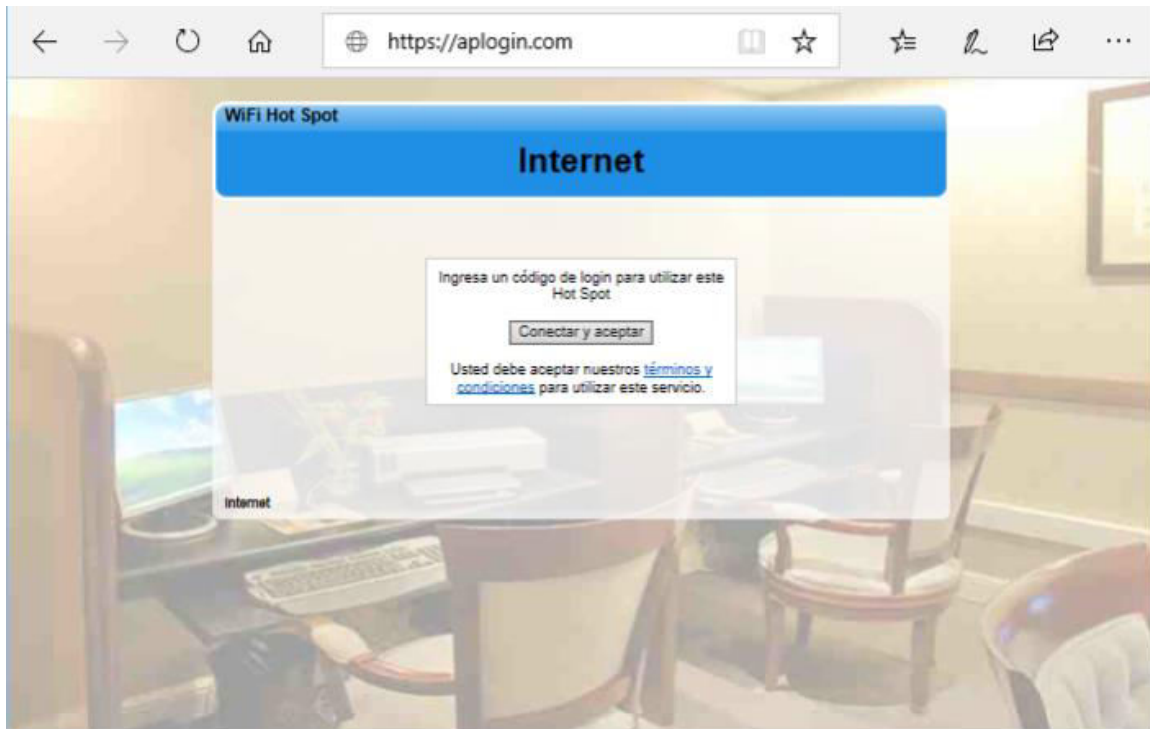 https://aplogin.com
WiFi Hot Spot
Internet
Ingresa un código de login para utilizar este
Hot Spot
Conectar y aceptar
Usted debe aceptar nuestros términos y
condiciones para utilizar este servicio.
Internet